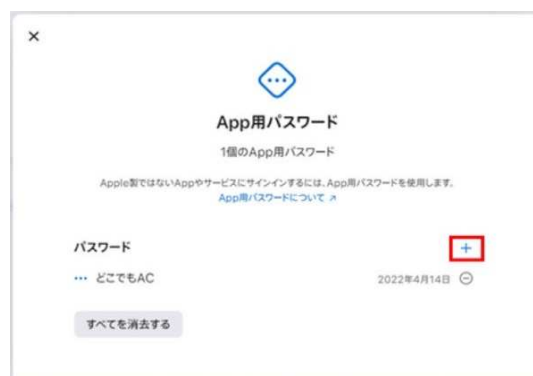 App用パスワード
1個のApp用パスワード
Apple製ではないAppやサービスにサインインするには、App用パスワードを使用します。
App用パスワードについて ↗
パスワード
どこでもAC 2022年4月14日
すべてを消去する